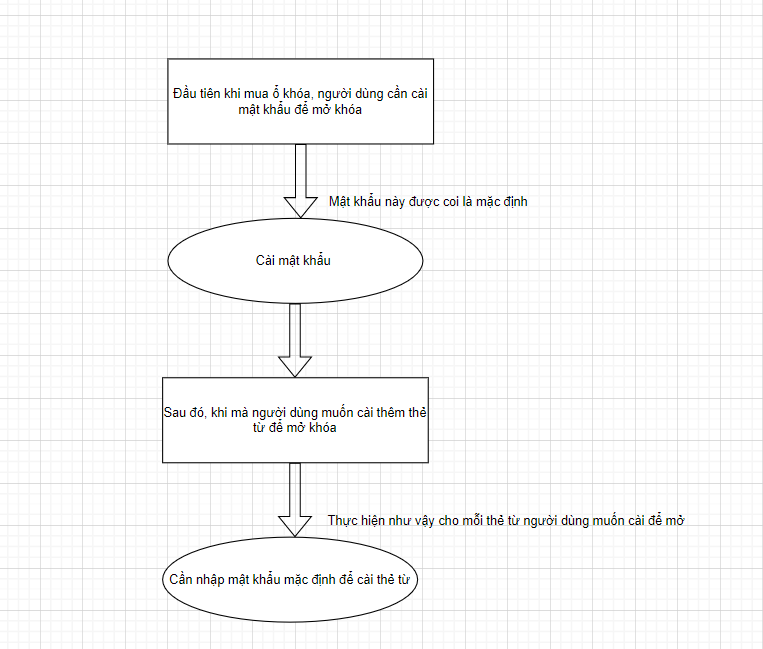 Đầu tiên khi mua ổ khóa, người dùng cần cài
mật khẩu để mở khóa
Mật khẩu này được coi là mặc định
Cài mật khẩu
Sau đó, khi mà người dùng muốn cài thêm thẻ
từ để mở khóa
Thực hiện như vậy cho mỗi thẻ từ người dùng muốn cài để mở
Cần nhập mật khẩu mặc định để cài thẻ từ